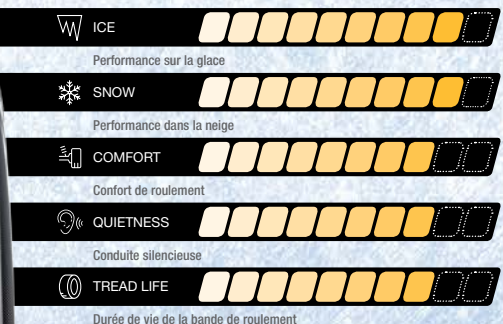 ICE
Performance sur la glace
SNOW
Performance dans la neige
COMFORT
Confort de roulement
QUIETNESS
Conduite silencieuse
TREAD LIFE
Durée de vie de la bande de roulement